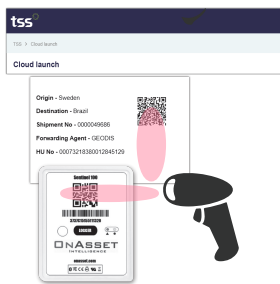 tss
TSS > Cloud launch
Cloud launch
Origin - Sweden
Destination - Brazil
Shipment No - 0000049686
Forwarding Agent - GEODIS
HU No - 00073218380012845129
Sentinel 100
ONASSET
INTELLIGENCE
onasset.com